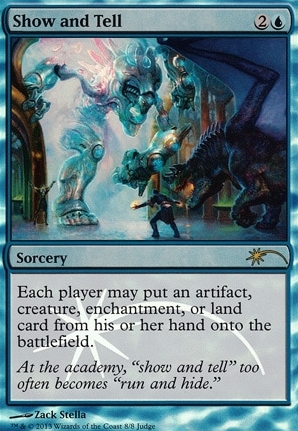 Show and Tell 2
Sorcery
Each player may put an artifact,
creature, enchantment, or land
card from his or her hand onto the
battlefield.
At the academy, “show and tell” too
often becomes “run and hide.”
Zack Stella
™ & © 2015 Wizards of the Coast 8/8 Judge